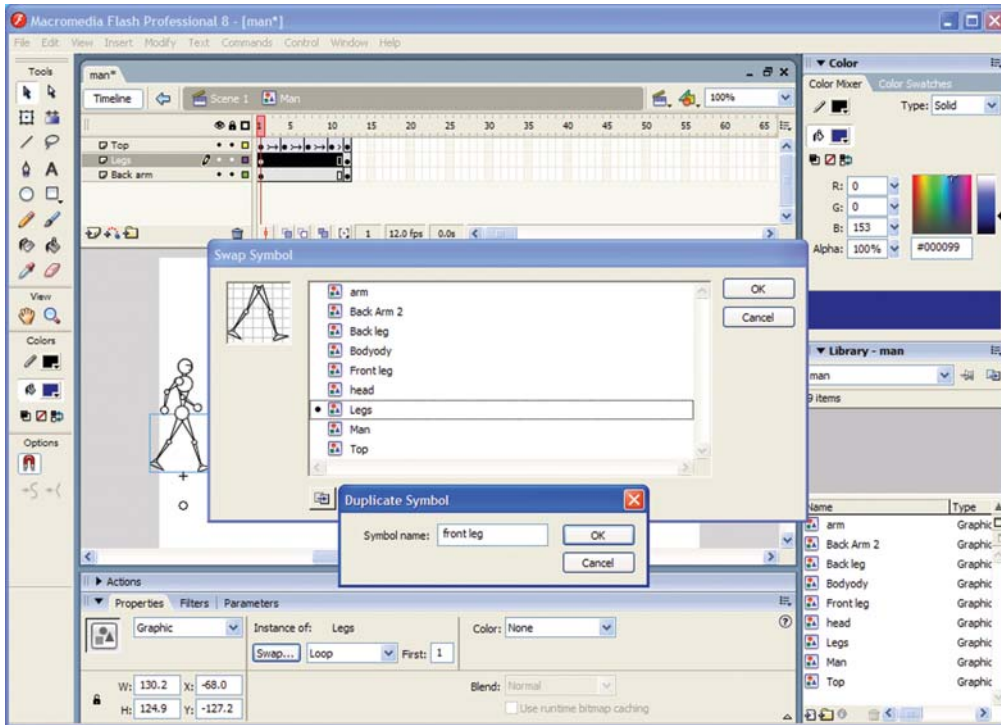 Macromedia Flash Professional 8 - [man*]
File Edit View Insert Modify Text Commands Control Window Help
Tools
View
Colors
Options
man*
Timeline Scene 1 Man 100%
1 5 10 15 20 25 30 35 40 45 50 55 60 65
Top
Legs
Back arm
1 12.0 fps 0.0s
Swap Symbol
arm
Back Arm 2
Back leg
Bodyody
Front leg
head
Legs
Man
Top
OK
Cancel
Duplicate Symbol
Symbol name: front leg
OK
Cancel
Actions
Properties Filters Parameters
Graphic
Instance of: Legs
Swap... Loop First: 1
Color: None
W: 130.2 X: -68.0
H: 124.9 Y: -127.2
Blend: Normal
Use runtime bitmap caching
Color
Color Mixer Color Swatches
Type: Solid
R: 0
G: 0
B: 153
Alpha: 100% #000099
Library - man
man
9 items
Name Type
arm Graphic
Back Arm 2 Graphic
Back leg Graphic
Bodyody Graphic
Front leg Graphic
head Graphic
Legs Graphic
Man Graphic
Top Graphic